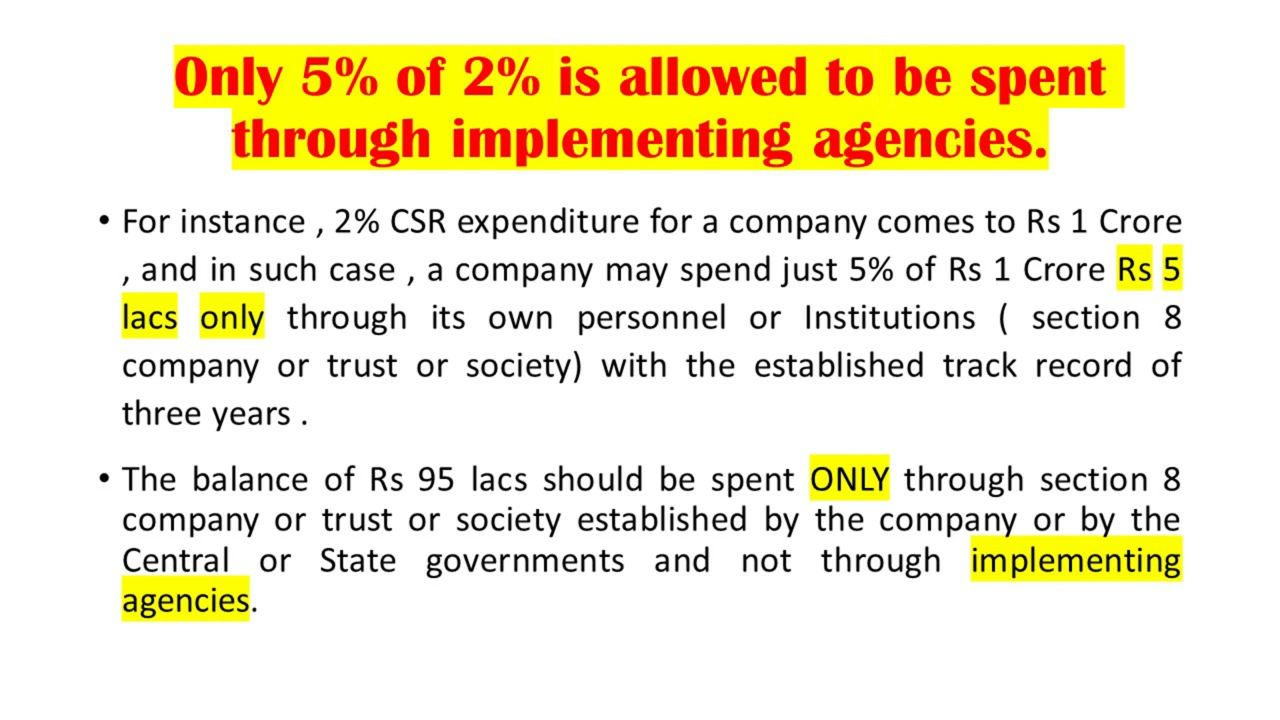 Only 5% of 2% is allowed to be spent
through implementing agencies.
• For instance , 2% CSR expenditure for a company comes to Rs 1 Crore
, and in such case , a company may spend just 5% of Rs 1 Crore Rs 5
lacs only through its own personnel or Institutions ( section 8
company or trust or society) with the established track record of
three years .
• The balance of Rs 95 lacs should be spent ONLY through section 8
company or trust or society established by the company or by the
Central or State governments and not through implementing
agencies.